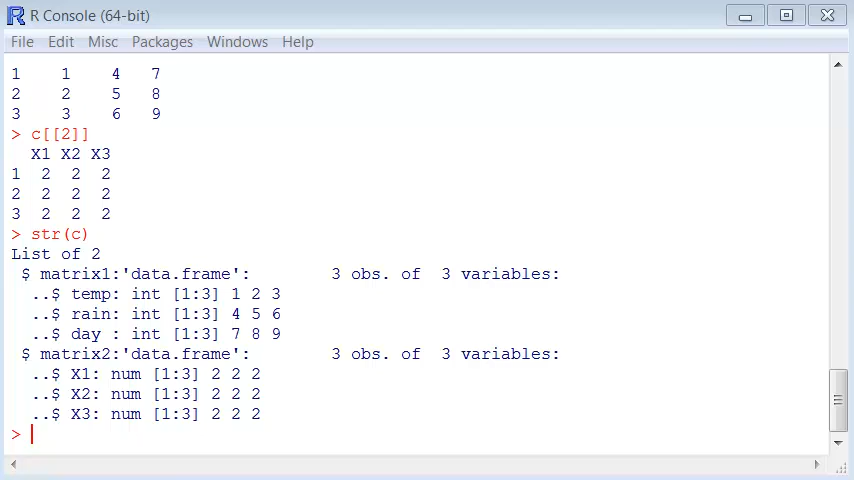 R Console (64-bit)
File Edit Misc Packages Windows Help
1    1    4   7
2    2    5   8
3    3    6   9
> c[[2]]
  X1 X2 X3
1  2  2  2
2  2  2  2
3  2  2  2
> str(c)
List of 2
 $ matrix1:'data.frame':        3 obs. of  3 variables:
  ..$ temp: int [1:3] 1 2 3
  ..$ rain: int [1:3] 4 5 6
  ..$ day : int [1:3] 7 8 9
 $ matrix2:'data.frame':        3 obs. of  3 variables:
  ..$ X1: num [1:3] 2 2 2
  ..$ X2: num [1:3] 2 2 2
  ..$ X3: num [1:3] 2 2 2
>